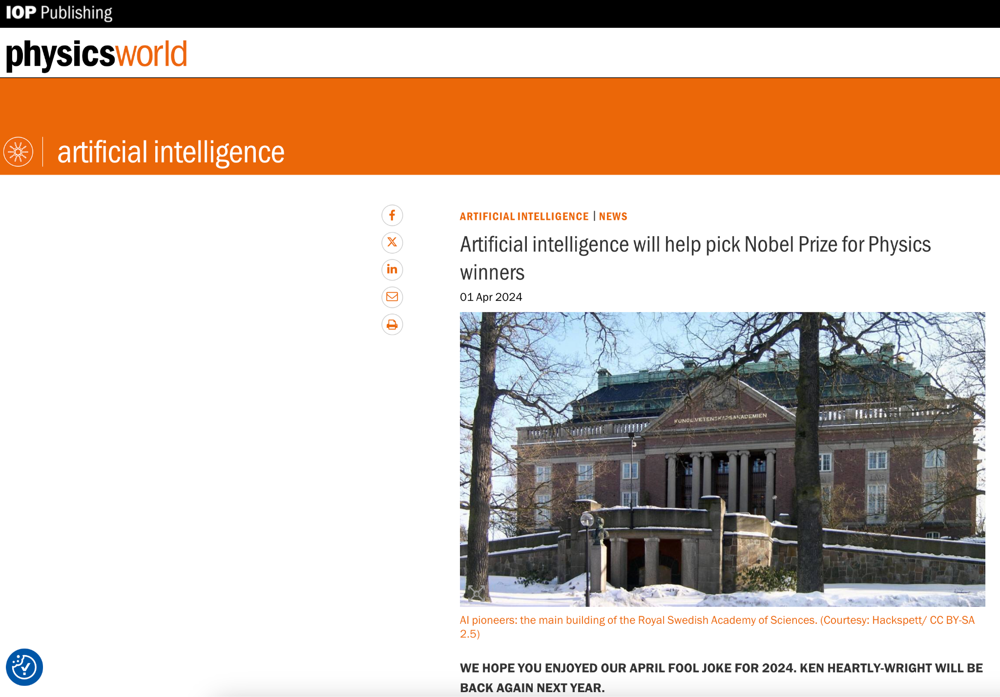 IOP Publishing
physicsworld
artificial intelligence
ARTIFICIAL INTELLIGENCE | NEWS
Artificial intelligence will help pick Nobel Prize for Physics
winners
01 Apr 2024
KUNGL.VETENSKAPSAKADEMIEN
AI pioneers: the main building of the Royal Swedish Academy of Sciences. (Courtesy: Hackspett/ CC BY-SA
2.5)
WE HOPE YOU ENJOYED OUR APRIL FOOL JOKE FOR 2024. KEN HEARTLY-WRIGHT WILL BE
BACK AGAIN NEXT YEAR.